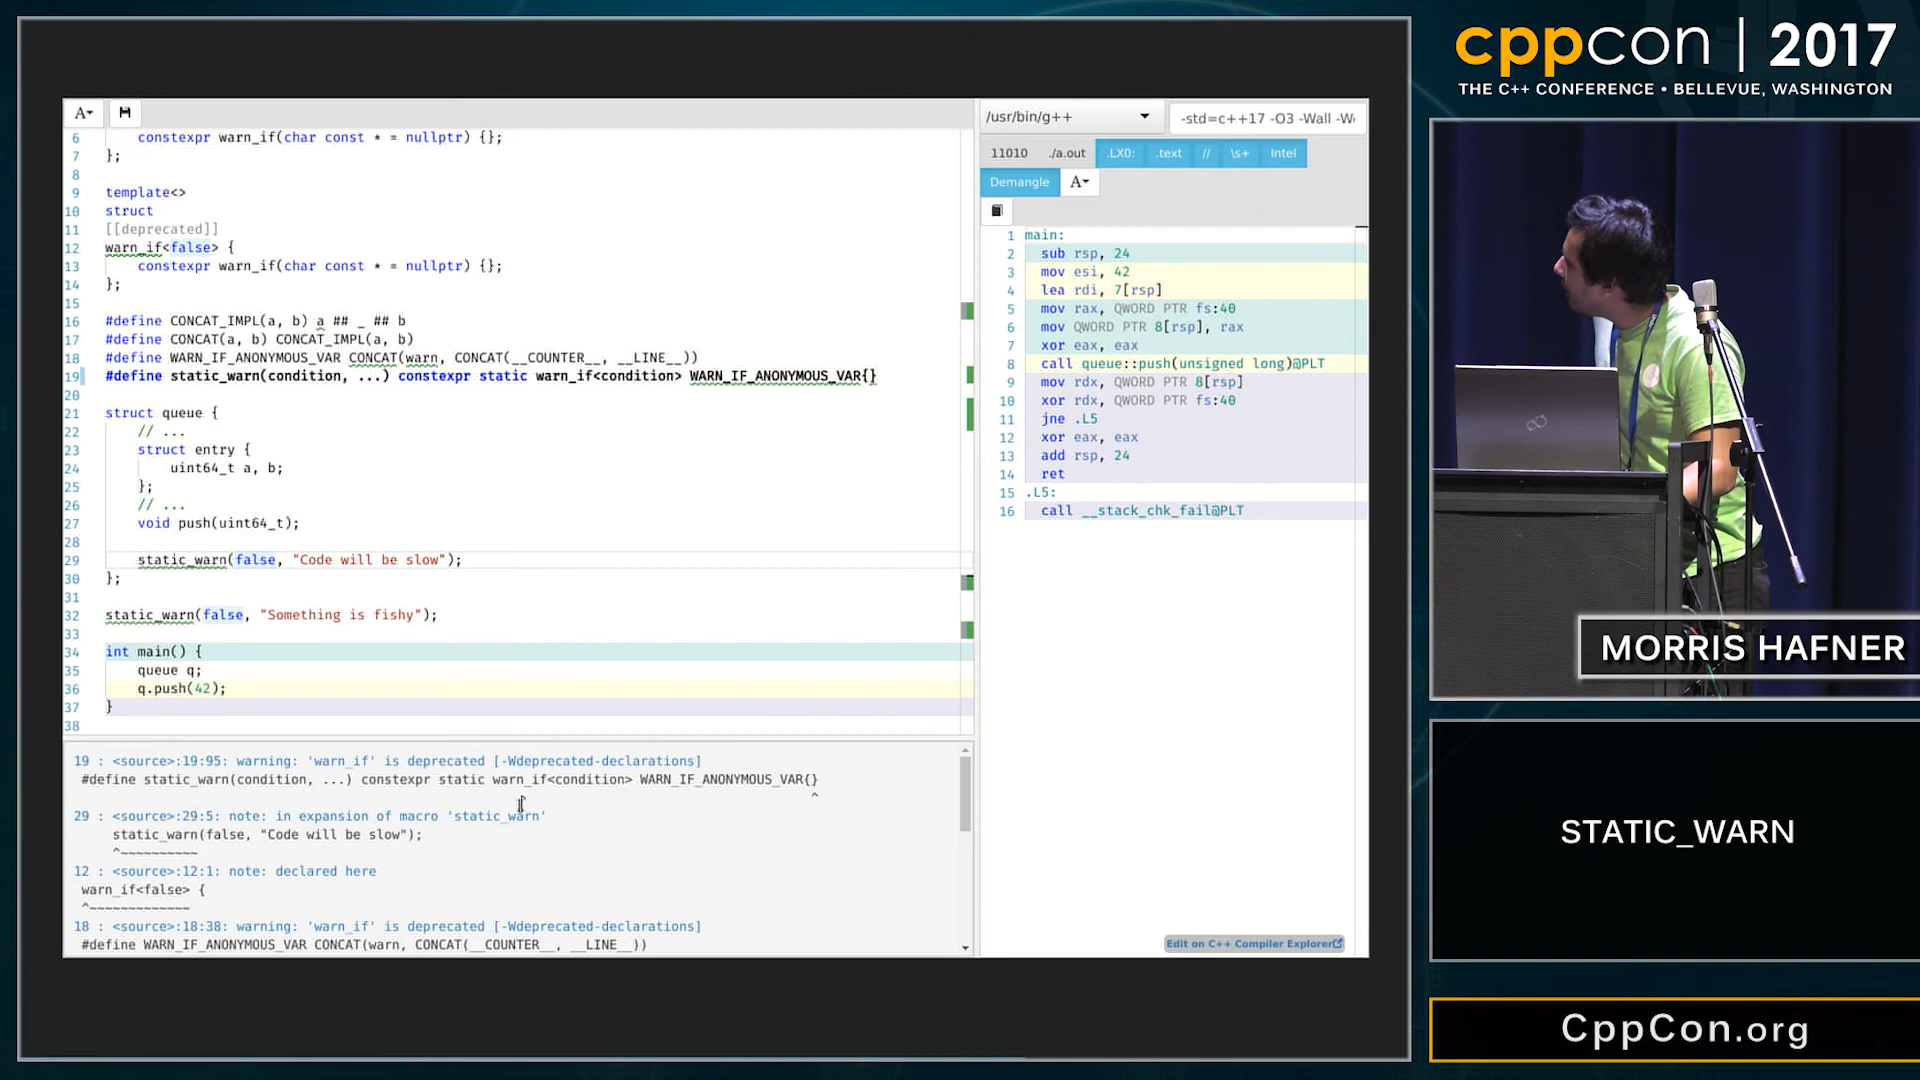 cppcon | 2017
THE C++ CONFERENCE • BELLEVUE, WASHINGTON
A
6 constexpr warn_if(char const * = nullptr) {};
7 };
8
9 template<>
10 struct
11 [[deprecated]]
12 warn_if<false> {
13 constexpr warn_if(char const * = nullptr) {};
14 };
15
16 #define CONCAT_IMPL(a, b) a ## _ ## b
17 #define CONCAT(a, b) CONCAT_IMPL(a, b)
18 #define WARN_IF_ANONYMOUS_VAR CONCAT(warn, CONCAT(__COUNTER__, __LINE__))
19 #define static_warn(condition, ...) constexpr static warn_if<condition> WARN_IF_ANONYMOUS_VAR{}
20
21 struct queue {
22 // ...
23 struct entry {
24 uint64_t a, b;
25 };
26 // ...
27 void push(uint64_t);
28
29 static_warn(false, "Code will be slow");
30 };
31
32 static_warn(false, "Something is fishy");
33
34 int main() {
35 queue q;
36 q.push(42);
37 }
38
19 : <source>:19:95: warning: 'warn_if' is deprecated [-Wdeprecated-declarations]
#define static_warn(condition, ...) constexpr static warn_if<condition> WARN_IF_ANONYMOUS_VAR{}
^
29 : <source>:29:5: note: in expansion of macro 'static_warn'
static_warn(false, "Code will be slow");
^~~~~~~~~~~
12 : <source>:12:1: note: declared here
warn_if<false> {
^~~~~~~~~~~~~~
18 : <source>:18:38: warning: 'warn_if' is deprecated [-Wdeprecated-declarations]
#define WARN_IF_ANONYMOUS_VAR CONCAT(warn, CONCAT(__COUNTER__, __LINE__))
/usr/bin/g++
-std=c++17 -O3 -Wall
11010 ./a.out .LX0: .text // \s+ Intel
Demangle A
1 main:
2 sub rsp, 24
3 mov esi, 42
4 lea rdi, 7[rsp]
5 mov rax, QWORD PTR fs:40
6 mov QWORD PTR 8[rsp], rax
7 xor eax, eax
8 call queue::push(unsigned long)@PLT
9 mov rdx, QWORD PTR 8[rsp]
10 xor rdx, QWORD PTR fs:40
11 jne .L5
12 xor eax, eax
13 add rsp, 24
14 ret
15 .L5:
16 call __stack_chk_fail@PLT
Edit on C++ Compiler Explorer
MORRIS HAFNER
STATIC_WARN
CppCon.org